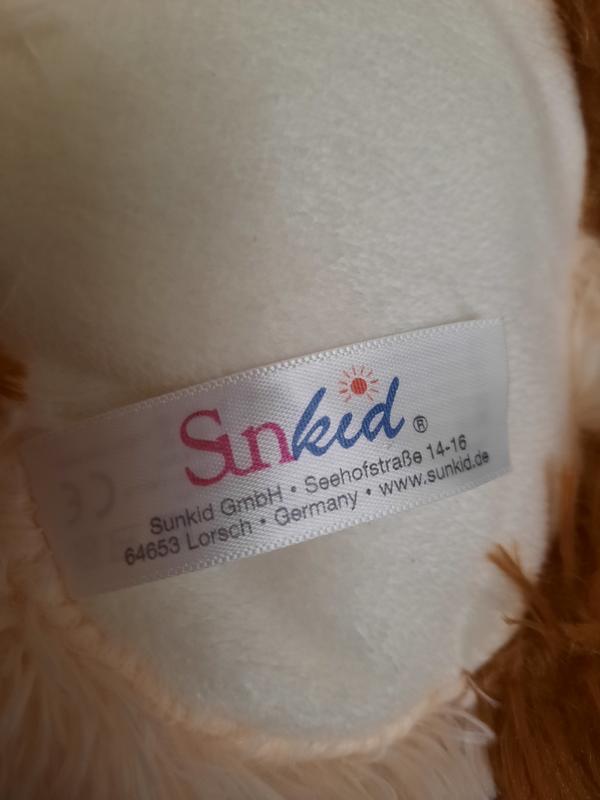 Sunkid®
Sunkid GmbH • Seehofstraße 14-16
64653 Lorsch • Germany • www.sunkid.de